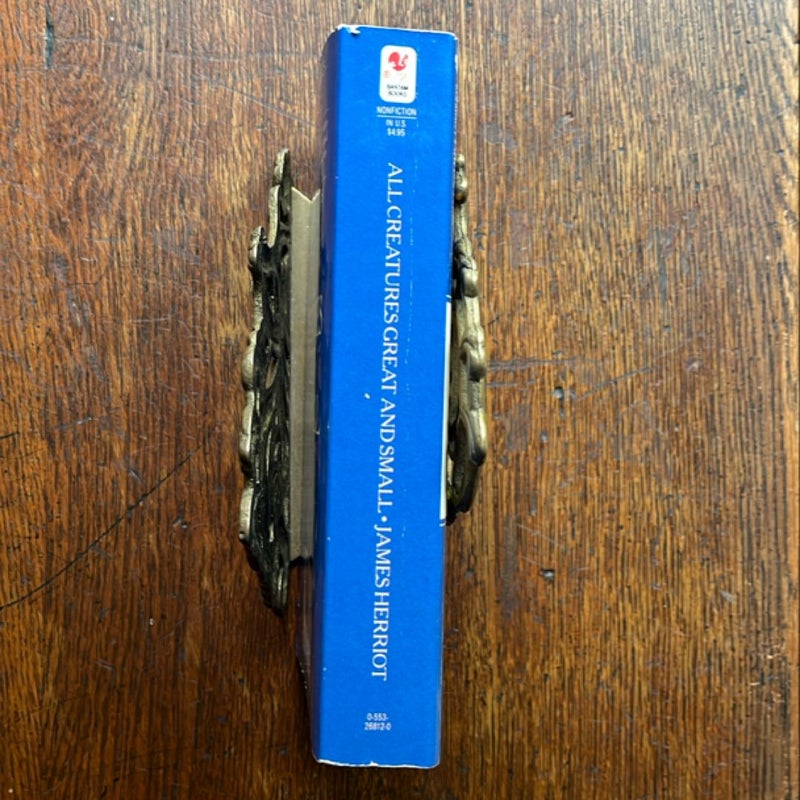 BANTAM
BOOKS
NONFICTION
IN U.S.
$4.95
ALL CREATURES GREAT AND SMALL • JAMES HERRIOT
0-553-
26812-0